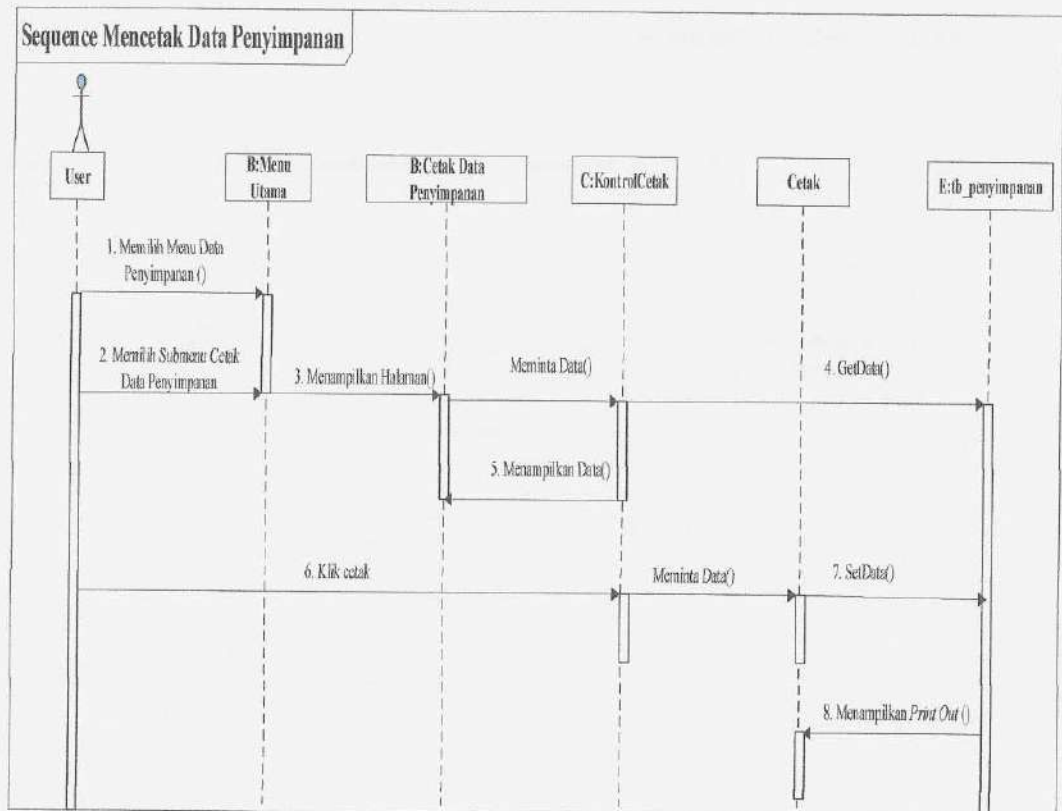 Sequence Mencetak Data Penyimpanan
User
B:Menu
Utama
B:Cetak Data
Penyimpanan
C:KontrolCetak
Cetak
E:tb_penyimpanan
1. Memilih Menu Data
Penyimpanan ()
2. Memilih Submenu Cetak
Data Penyimpanan
3. Menampilkan Halaman()
Meminta Data()
4. GetData()
5. Menampilkan Data()
6. Klik cetak
Meminta Data()
7. SetData()
8. Menampilkan Print Out ()